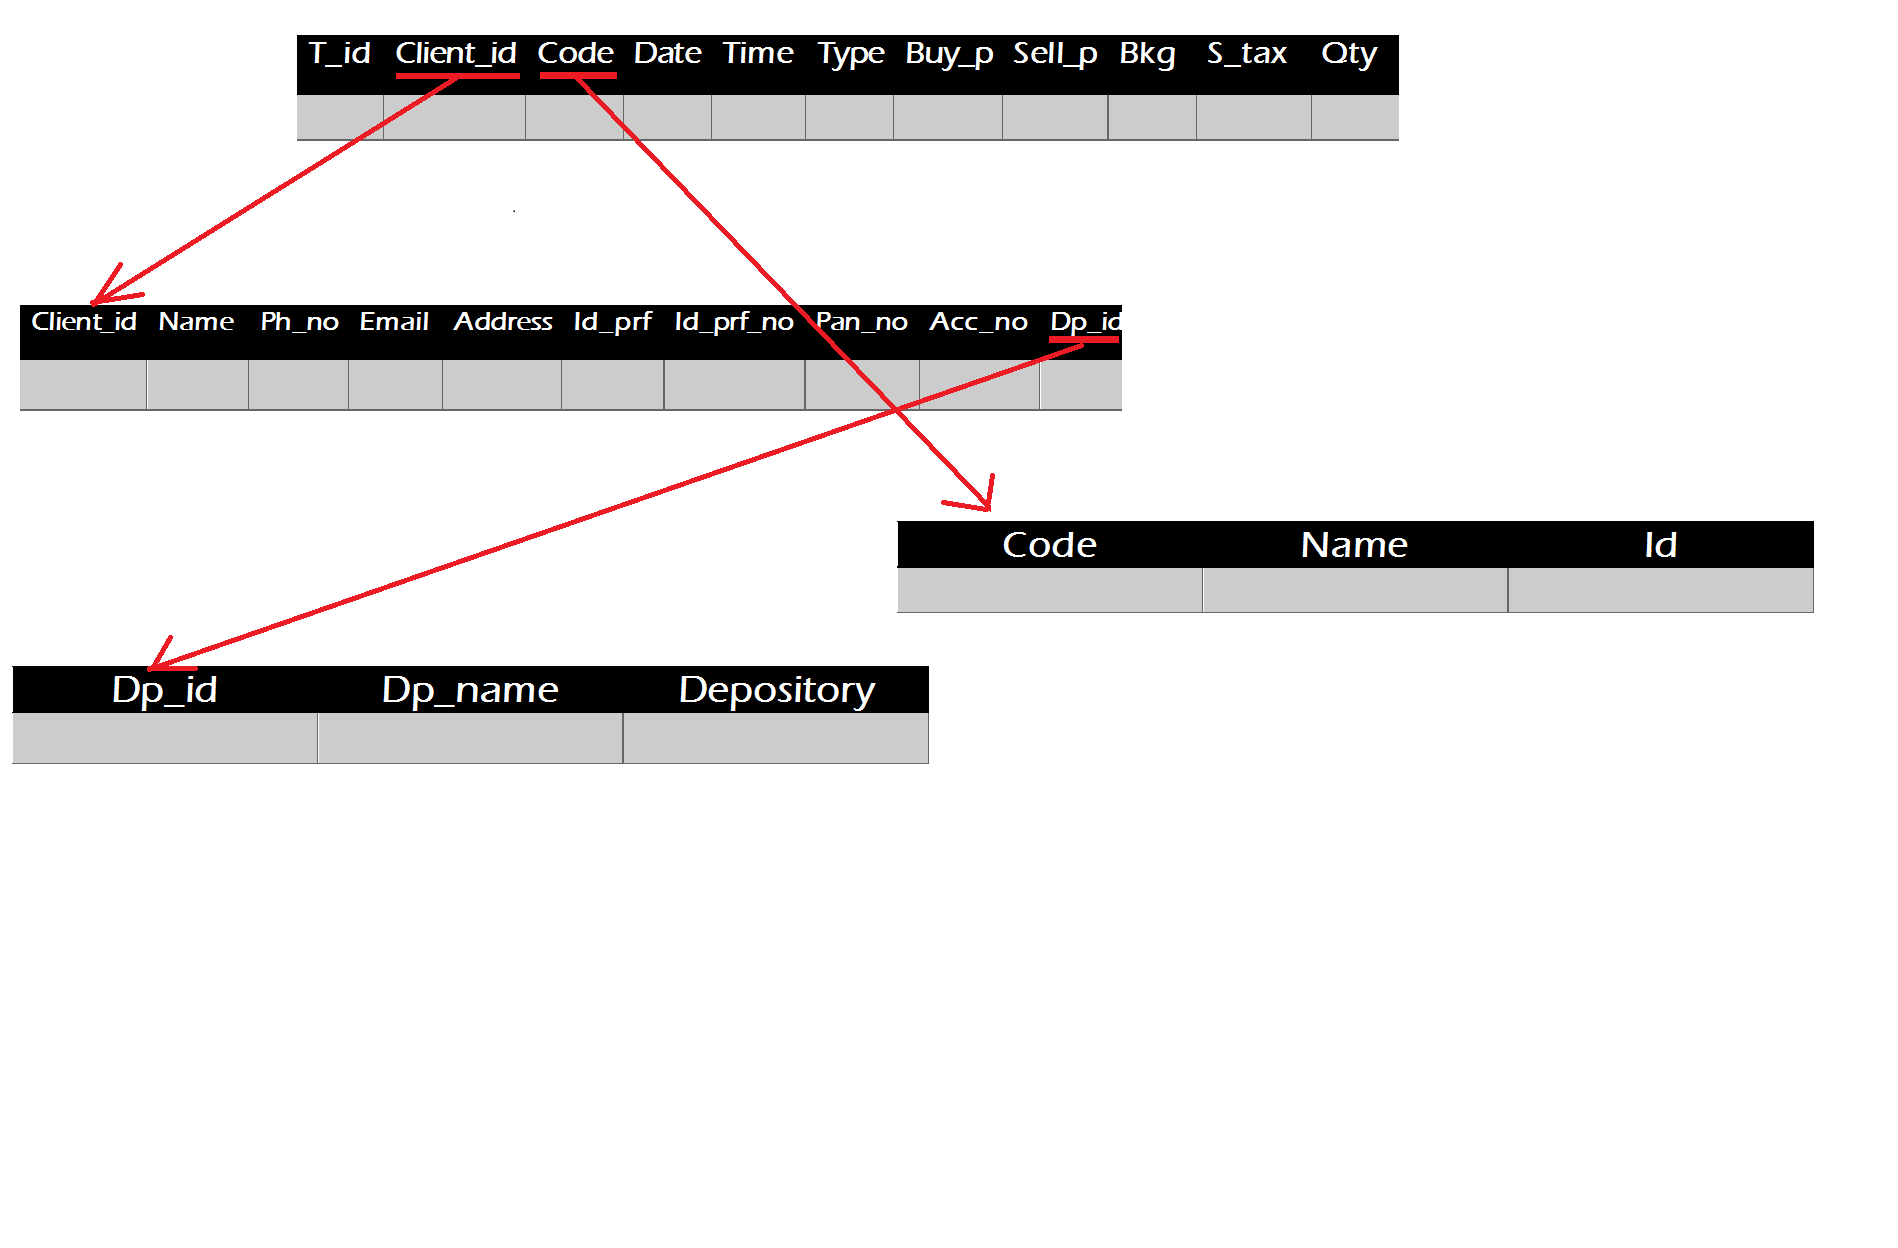 T_id Client_id Code Date Time Type Buy_p Sell_p Bkg S_tax Qty
Client_id Name Ph_no Email Address Id_prf Id_prf_no Pan_no Acc_no Dp_id
Code Name Id
Dp_id Dp_name Depository